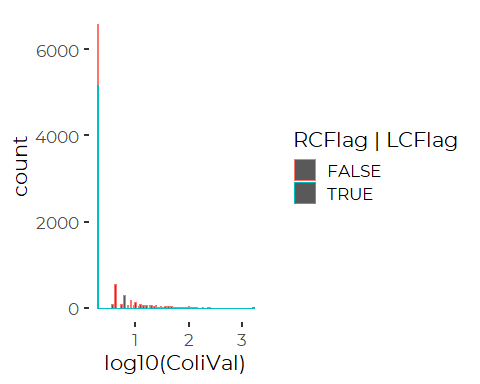 6000
4000
2000
0
count
1 2 3
log10(ColiVal)
RCFlag | LCFlag
FALSE
TRUE